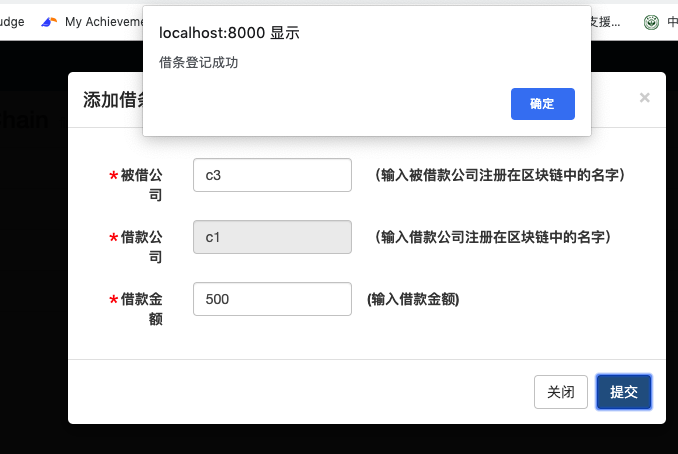 My Achieveme
支援...
中
localhost:8000 显示
借条登记成功
确定
添加借
×
hain
*被借公司
c3
（输入被借款公司注册在区块链中的名字）
*借款公司
c1
（输入借款公司注册在区块链中的名字）
*借款金额
500
(输入借款金额)
关闭
提交